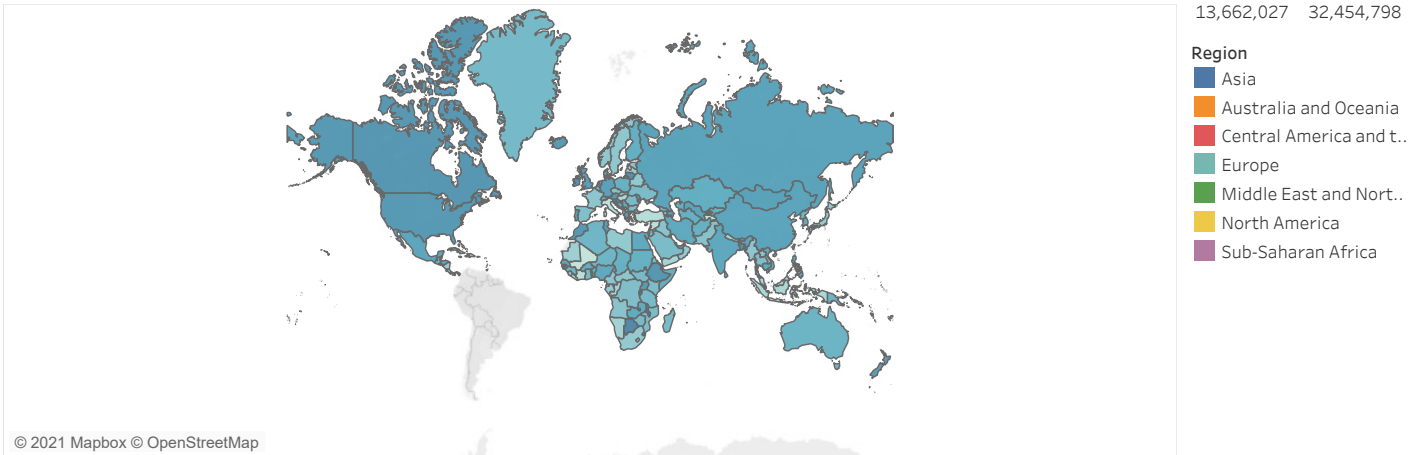 13,662,027 32,454,798
Region
Asia
Australia and Oceania
Central America and t..
Europe
Middle East and Nort..
North America
Sub-Saharan Africa
© 2021 Mapbox © OpenStreetMap